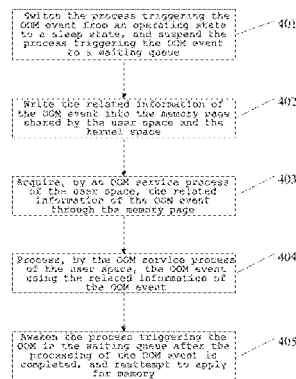 Switch the process triggering the
OOM event from an operating state
to a sleep state, and suspend the
process triggering the OOM event
to a waiting queue
401
Write the related information of
the OOM event into the memory page
shared by the user space and the
kernel space
402
Acquire, by an OOM service process
of the user space, the related
information of the OOM event
through the memory page
403
Process, by the OOM service process
of the user space, the OOM event
using the related information of
the OOM event
404
Awaken the process triggering the
OOM in the waiting queue after the
processing of the OOM event is
completed, and reattempt to apply
for memory
405